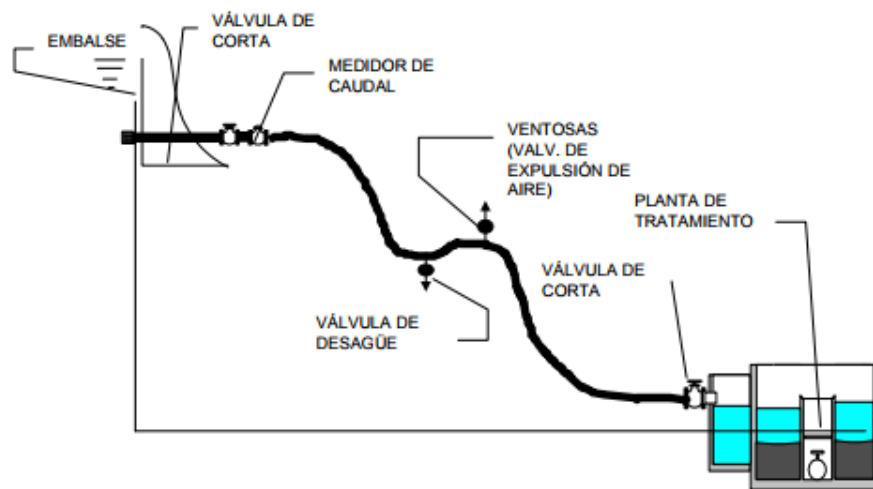 EMBALSE
VÁLVULA DE
CORTA
MEDIDOR DE
CAUDAL
VENTOSAS
(VALV. DE
EXPULSIÓN DE
AIRE)
PLANTA DE
TRATAMIENTO
VÁLVULA DE
CORTA
VÁLVULA DE
DESAGÜE